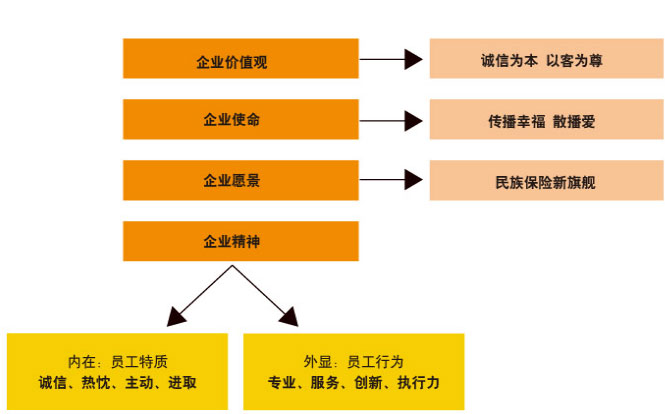 企业价值观
诚信为本 以客为尊
企业使命
传播幸福 散播爱
企业愿景
民族保险新旗舰
企业精神
内在：员工特质
诚信、热忱、主动、进取
外显：员工行为
专业、服务、创新、执行力